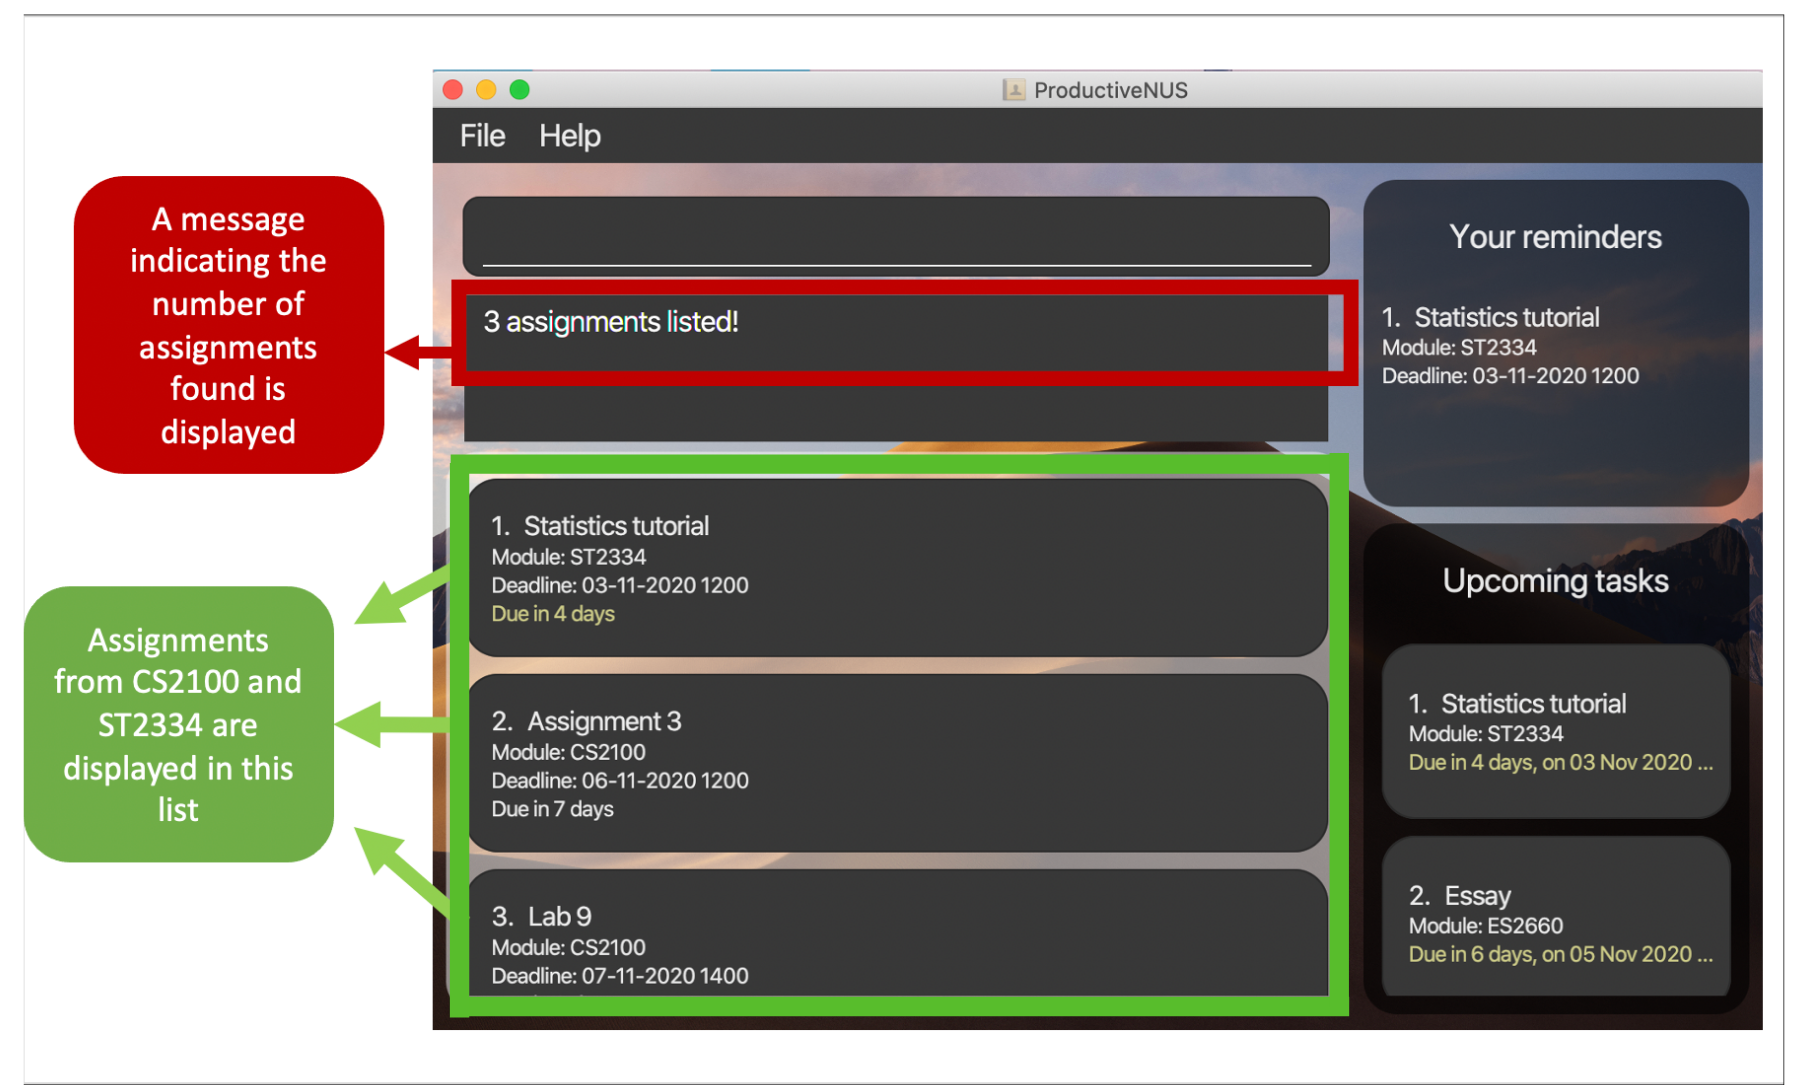 ProductiveNUS
File Help
A message
indicating the
number of
assignments
found is
displayed
3 assignments listed!
Assignments
from CS2100 and
ST2334 are
displayed in this
list
1. Statistics tutorial
Module: ST2334
Deadline: 03-11-2020 1200
Due in 4 days
2. Assignment 3
Module: CS2100
Deadline: 06-11-2020 1200
Due in 7 days
3. Lab 9
Module: CS2100
Deadline: 07-11-2020 1400
Your reminders
1. Statistics tutorial
Module: ST2334
Deadline: 03-11-2020 1200
Upcoming tasks
1. Statistics tutorial
Module: ST2334
Due in 4 days, on 03 Nov 2020 ...
2. Essay
Module: ES2660
Due in 6 days, on 05 Nov 2020 ...